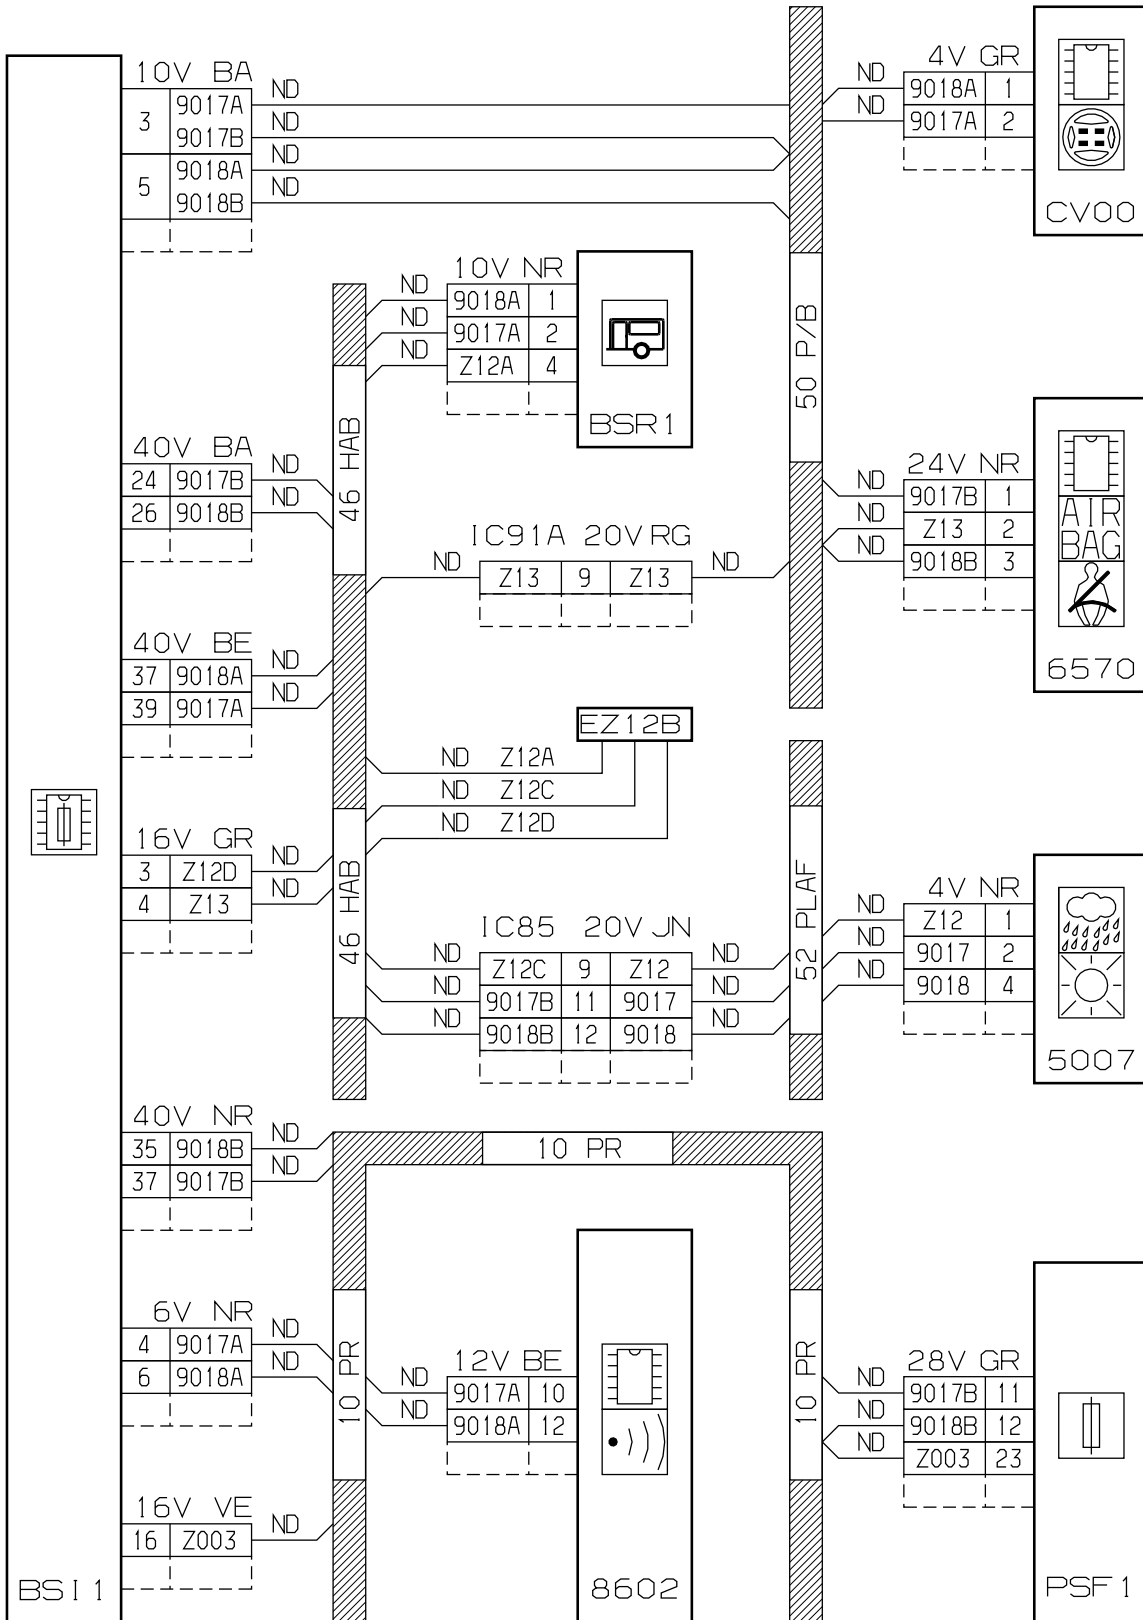 10V BA
3 9017A ND
9017B ND
5 9018A ND
9018B ND
40V BA
24 9017B ND
26 9018B ND
40V BE
37 9018A ND
39 9017A ND
16V GR
3 Z12D ND
4 Z13 ND
40V NR
35 9018B ND
37 9017B ND
6V NR
4 9017A ND
6 9018A ND
16V VE
16 Z003 ND
BSI1
46 HAB
46 HAB
10 PR
10V NR
ND 9018A 1
ND 9017A 2
ND Z12A 4
BSR1
IC91A 20V RG
ND Z13 9 Z13 ND
EZ12B
ND Z12A
ND Z12C
ND Z12D
IC85 20V JN
ND Z12C 9 Z12 ND
ND 9017B 11 9017 ND
ND 9018B 12 9018 ND
10 PR
12V BE
ND 9017A 10
ND 9018A 12
8602
50 P/B
52 PLAF
10 PR
4V GR
ND 9018A 1
ND 9017A 2
CV00
24V NR
ND 9017B 1
ND Z13 2
ND 9018B 3
AIR
BAG
6570
4V NR
ND Z12 1
ND 9017 2
ND 9018 4
5007
28V GR
ND 9017B 11
ND 9018B 12
ND Z003 23
PSF1